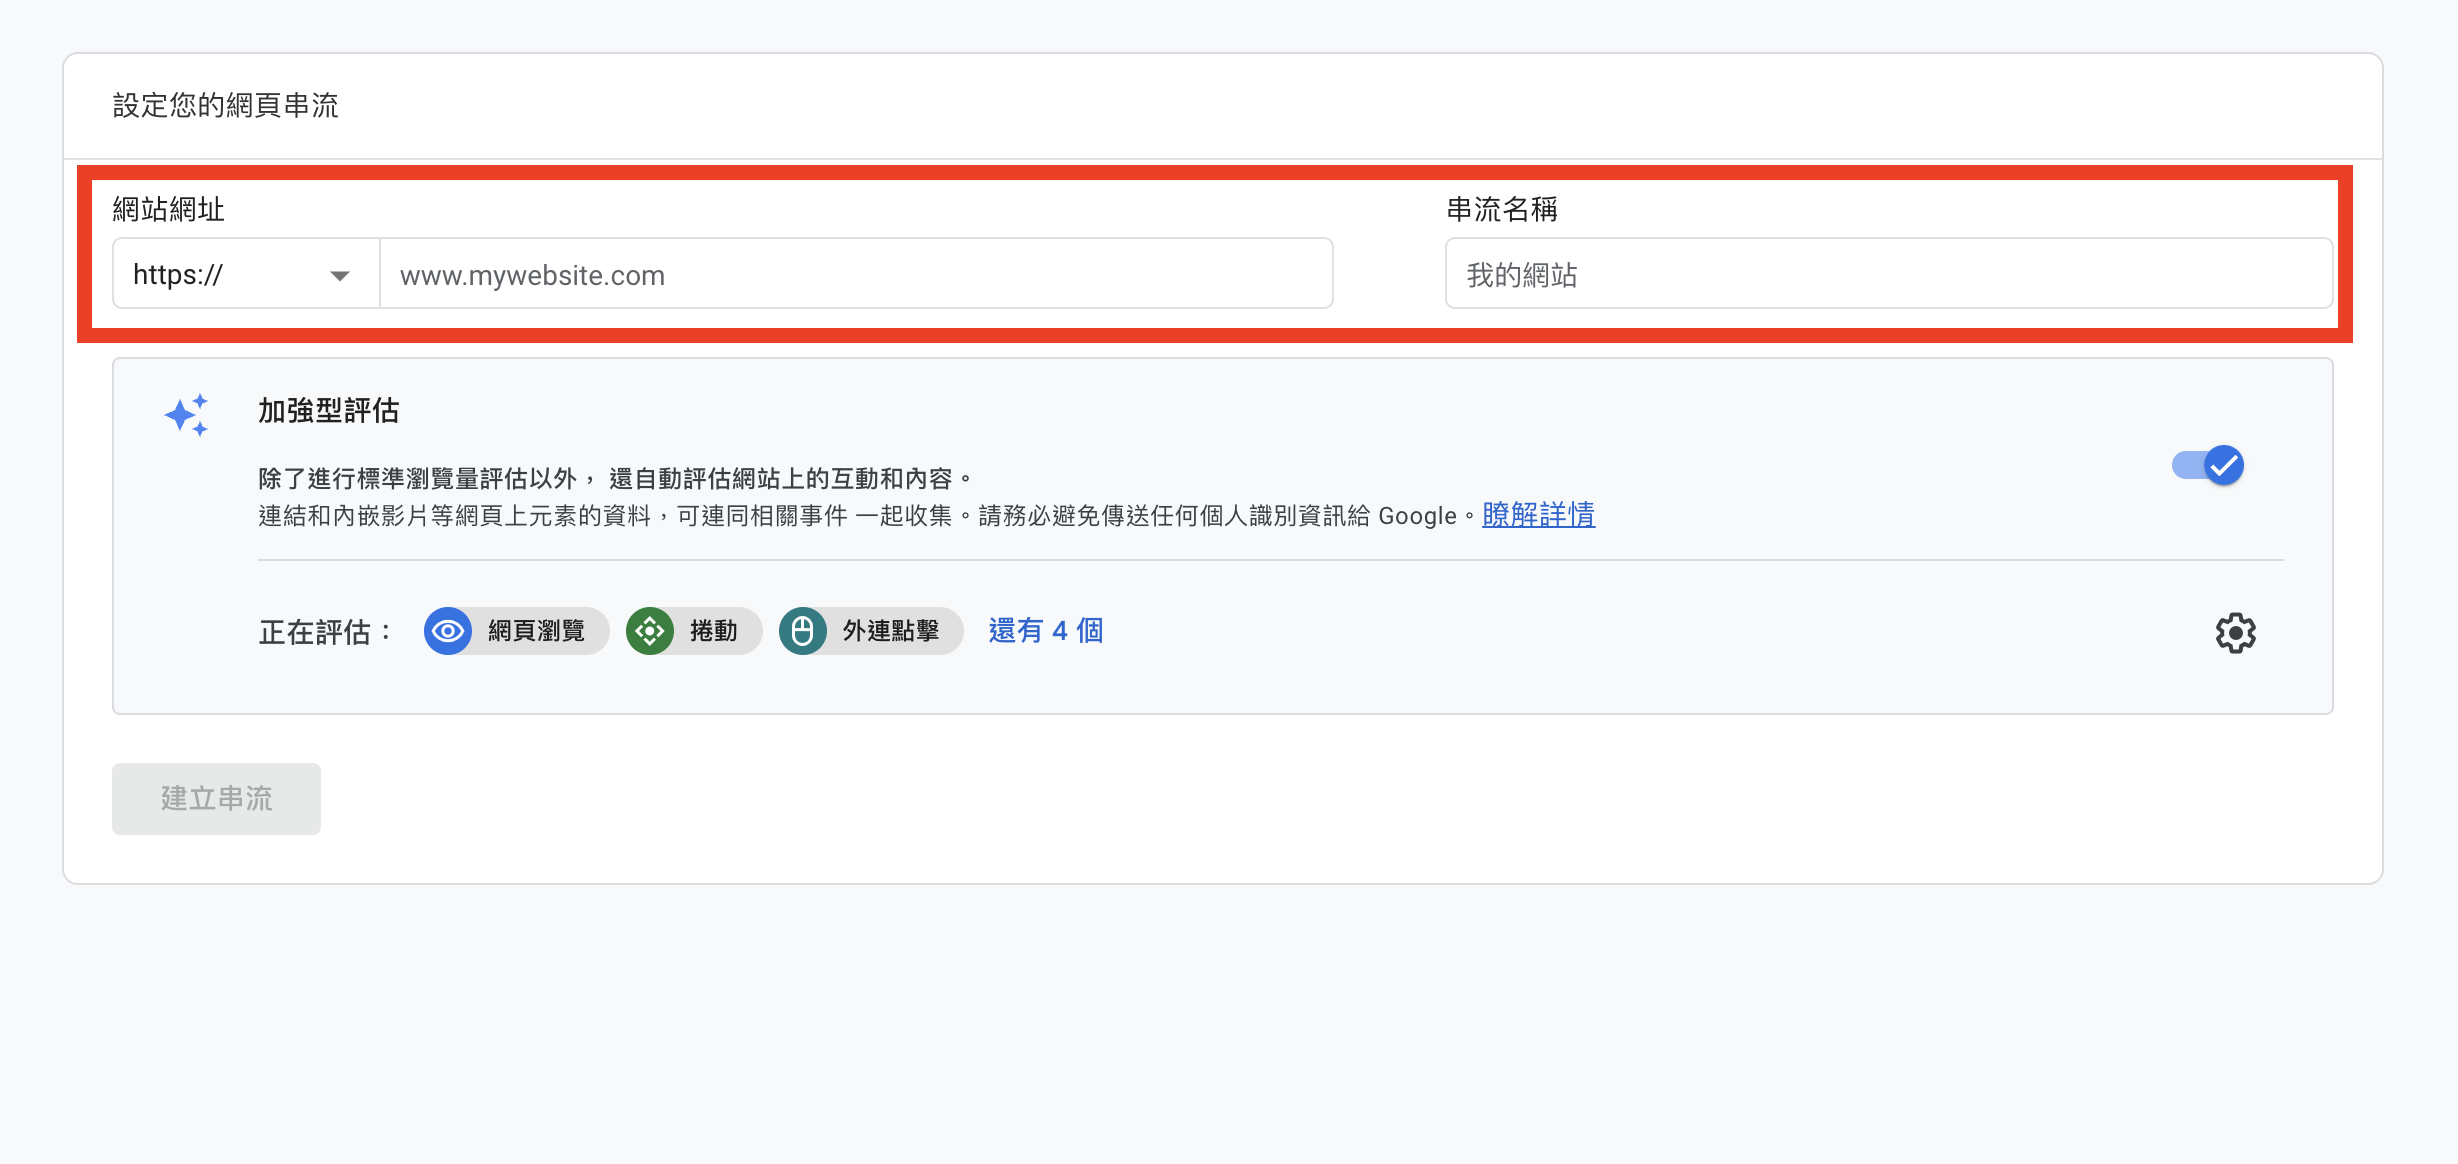 設定您的網頁串流
網站網址
串流名稱
https://
www.mywebsite.com
我的網站
加強型評估
除了進行標準瀏覽量評估以外， 還自動評估網站上的互動和內容。
連結和內嵌影片等網頁上元素的資料，可連同相關事件 一起收集。請務必避免傳送任何個人識別資訊給 Google。瞭解詳情
正在評估： 網頁瀏覽 捲動 外連點擊 還有 4 個
建立串流